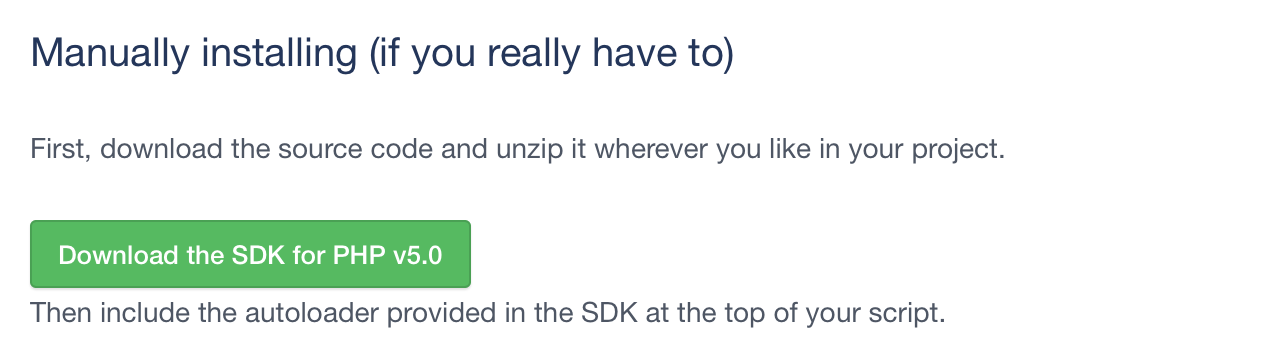 Manually installing (if you really have to)
First, download the source code and unzip it wherever you like in your project.
Download the SDK for PHP v5.0
Then include the autoloader provided in the SDK at the top of your script.